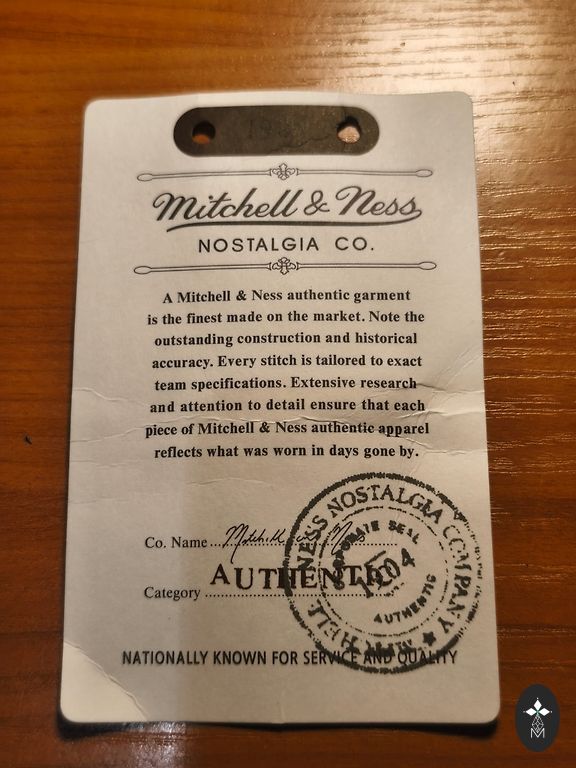 Mitchell & Ness
NOSTALGIA CO.
A Mitchell & Ness authentic garment
is the finest made on the market. Note the
outstanding construction and historical
accuracy. Every stitch is tailored to exact
team specifications. Extensive research
and attention to detail ensure that each
piece of Mitchell & Ness authentic apparel
reflects what was worn in days gone by.
Co. Name
Category AUTHENTIC
NESS NOSTALGIA COMPANY
SEAL
1904
AUTHENTIC
NATIONALLY KNOWN FOR SERVICE AND QUALITY
M